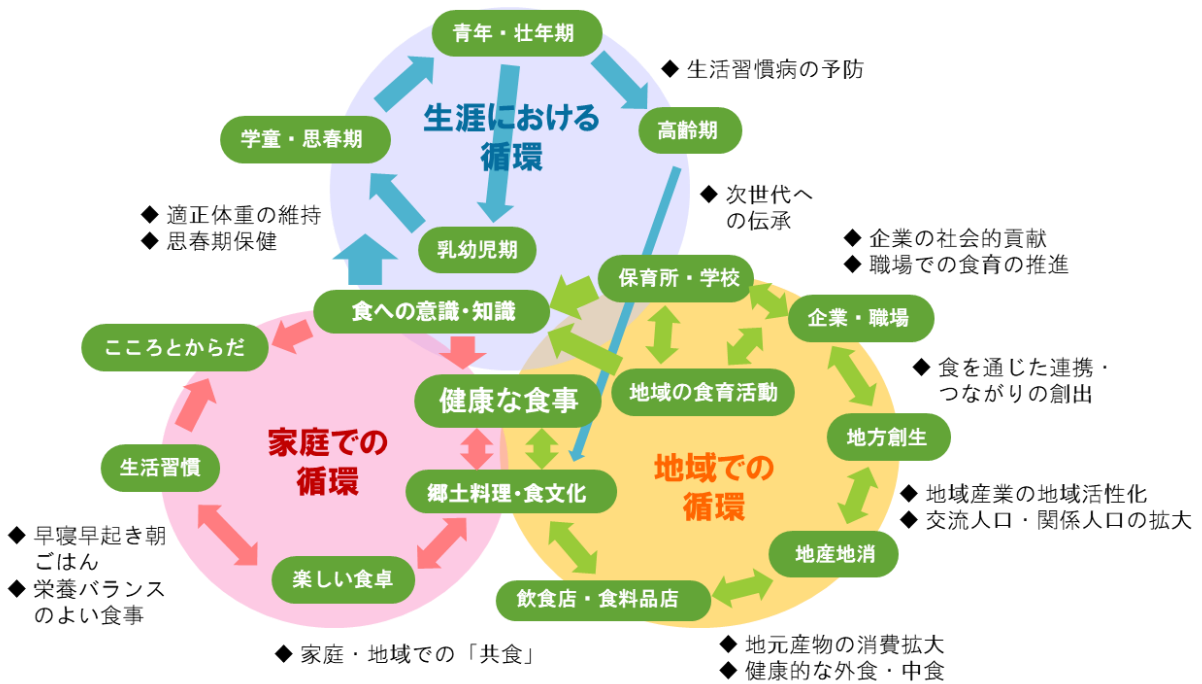 青年・壮年期
◆ 生活習慣病の予防
生涯における
循環
学童・思春期
高齢期
◆ 適正体重の維持
◆ 思春期保健
◆ 次世代へ
の伝承
乳幼児期
◆ 企業の社会的貢献
◆ 職場での食育の推進
保育所・学校
食への意識・知識
企業・職場
こころとからだ
◆ 食を通じた連携・
つながりの創出
健康な食事
地域の食育活動
家庭での
循環
地方創生
生活習慣
地域での
循環
郷土料理・食文化
◆ 地域産業の地域活性化
◆ 交流人口・関係人口の拡大
◆ 早寝早起き朝
ごはん
◆ 栄養バランス
のよい食事
地産地消
楽しい食卓
飲食店・食料品店
◆ 家庭・地域での「共食」
◆ 地元産物の消費拡大
◆ 健康的な外食・中食